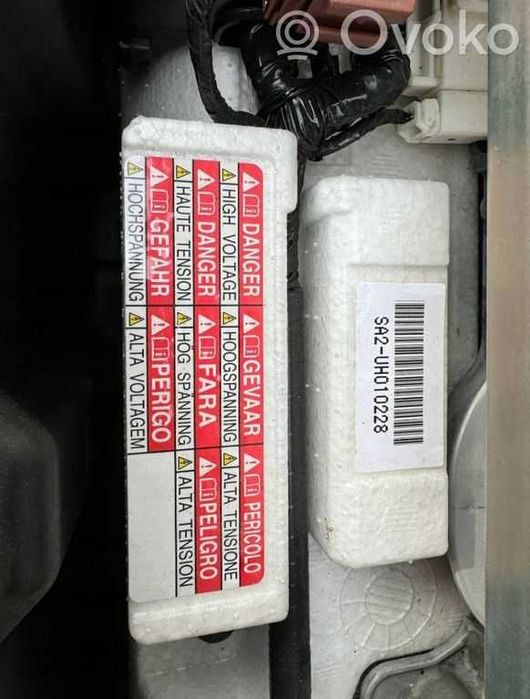 Ovoko
DANGER
HIGH VOLTAGE
GEVAAR
HOOGSPANNING
PERICOLO
ALTA TENSIONE
DANGER
HAUTE TENSION
FARA
HÖG SPÄNNING
PELIGRO
ALTA TENSION
GEFAHR
HOCHSPANNUNG
PERIGO
ALTA VOLTAGEM
SA2-UH010228